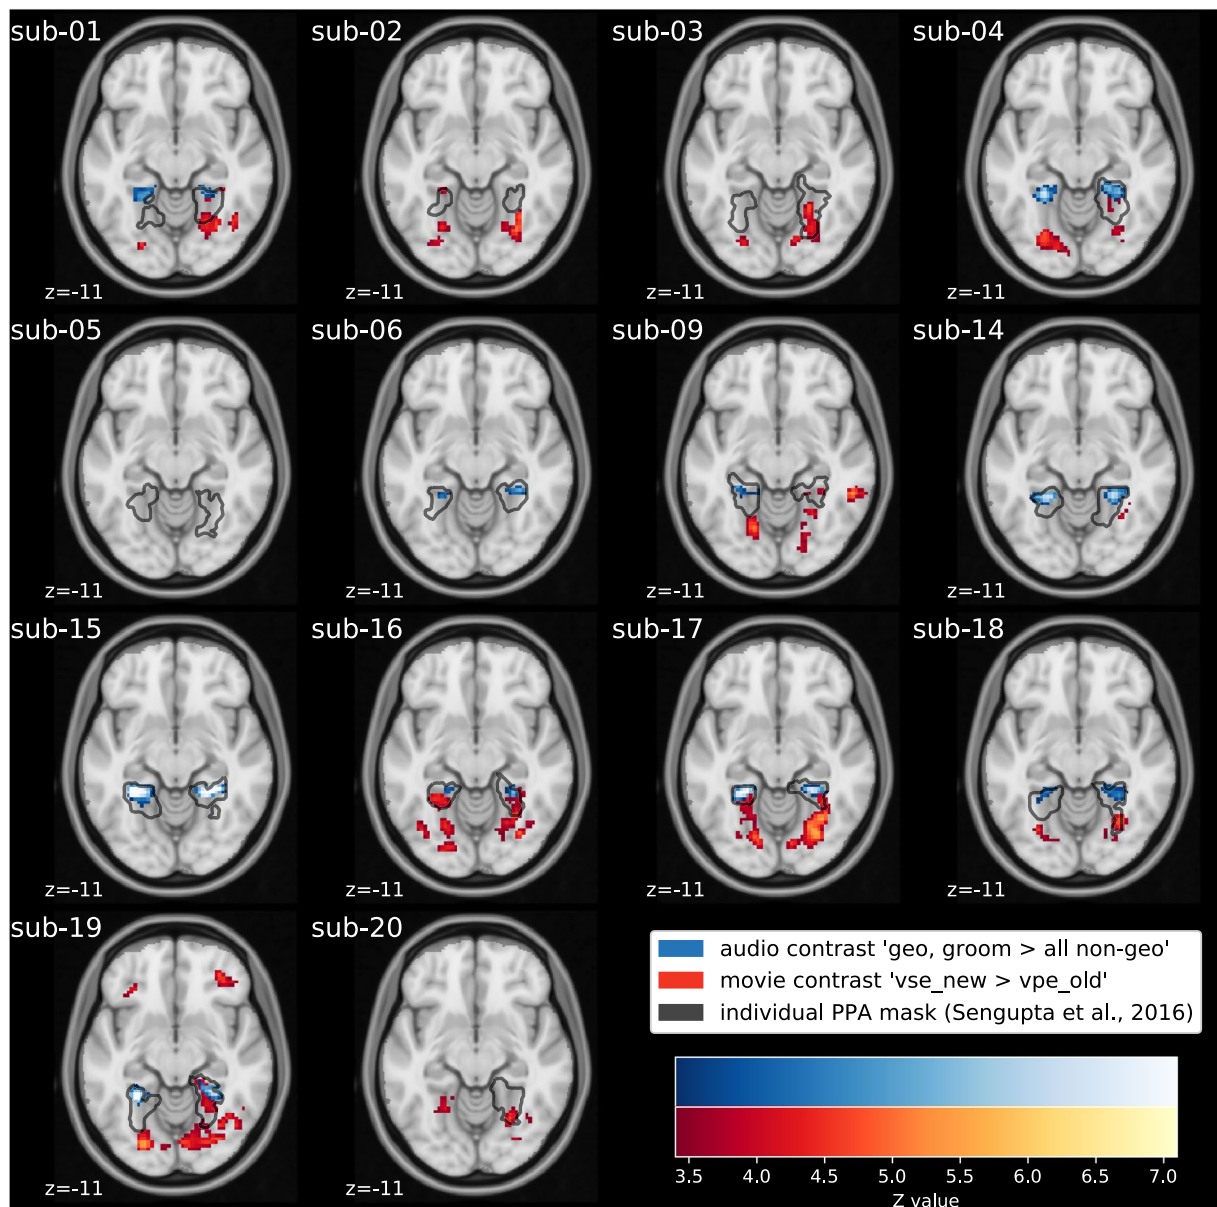 sub-01
sub-02
sub-03
sub-04
z=-11
z=-11
z=-11
z=-11
sub-05
sub-06
sub-09
sub-14
z=-11
z=-11
z=-11
z=-11
sub-15
sub-16
sub-17
sub-18
z=-11
z=-11
z=-11
z=-11
sub-19
sub-20
z=-11
z=-11
audio contrast 'geo, groom > all non-geo'
movie contrast 'vse_new > vpe_old'
individual PPA mask (Sengupta et al., 2016)
3.5 4.0 4.5 5.0 5.5 6.0 6.5 7.0
Z value